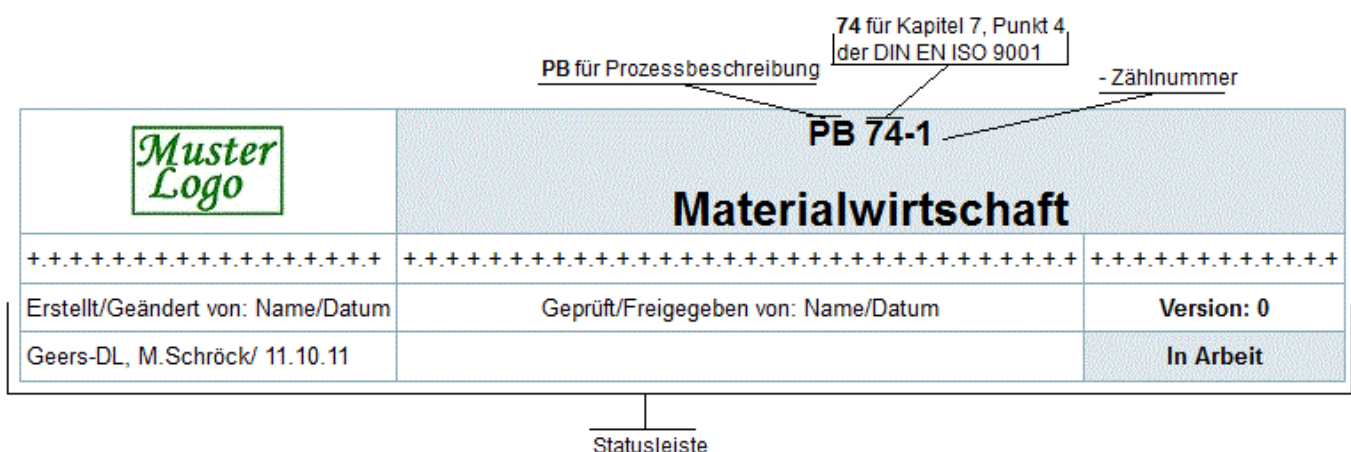 74 für Kapitel 7, Punkt 4
der DIN EN ISO 9001
PB für Prozessbeschreibung
- Zählnummer
Muster
Logo
PB 74-1
Materialwirtschaft
+.+.+.+.+.+.+.+.+.+.+.+.+.+.+.+.+ +.+.+.+.+.+.+.+.+.+.+.+.+.+.+.+.+.+.+.+.+.+.+.+.+.+.+.+.+.+.+.+ +.+.+.+.+.+.+.+.+.+.+.+
Erstellt/Geändert von: Name/Datum Geprüft/Freigegeben von: Name/Datum Version: 0
Geers-DL, M.Schröck/ 11.10.11 In Arbeit
Statusleiste